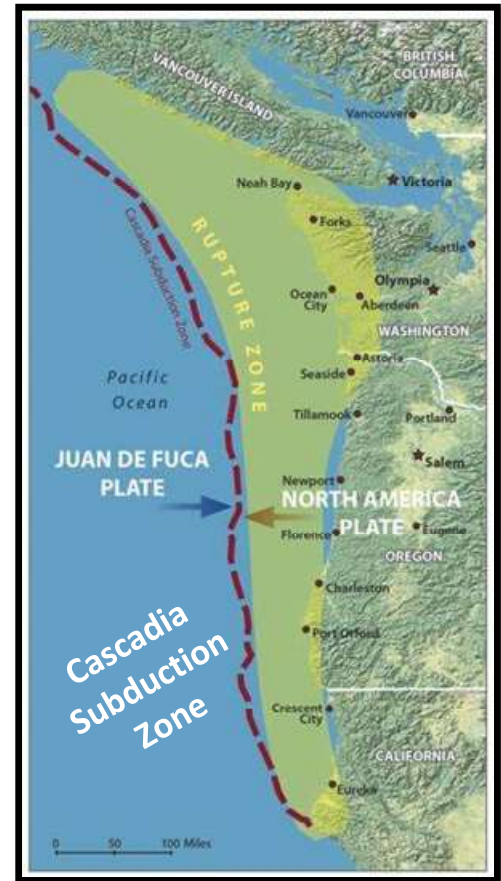 BRITISH
COLUMBIA
VANCOUVER ISLAND
Vancouver
Victoria
Neah Bay
Forks
Seattle
Cascadia Subduction Zone
RUPTURE ZONE
Olympia
Ocean
City
Aberdeen
WASHINGTON
Astoria
Seaside
Pacific
Ocean
Tillamook
Portland
JUAN DE FUCA
PLATE
Salem
Newport
NORTH AMERICA
PLATE
Florence
Eugene
OREGON
Charleston
Cascadia
Subduction
Zone
Port Orford
Crescent
City
CALIFORNIA
Eureka
0 50 100 Miles